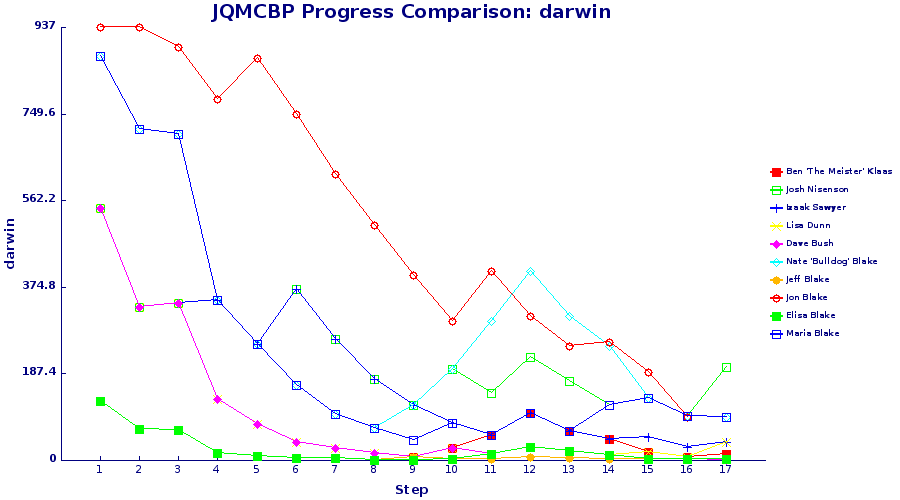 JQMCBP Progress Comparison: darwin
937
749.6
562.2
374.8
187.4
0
darwin
1 2 3 4 5 6 7 8 9 10 11 12 13 14 15 16 17
Step
Ben 'The Meister' Klaas
Josh Nisenson
Izaak Sawyer
Lisa Dunn
Dave Bush
Nate 'Bulldog' Blake
Jeff Blake
Jon Blake
Elisa Blake
Maria Blake